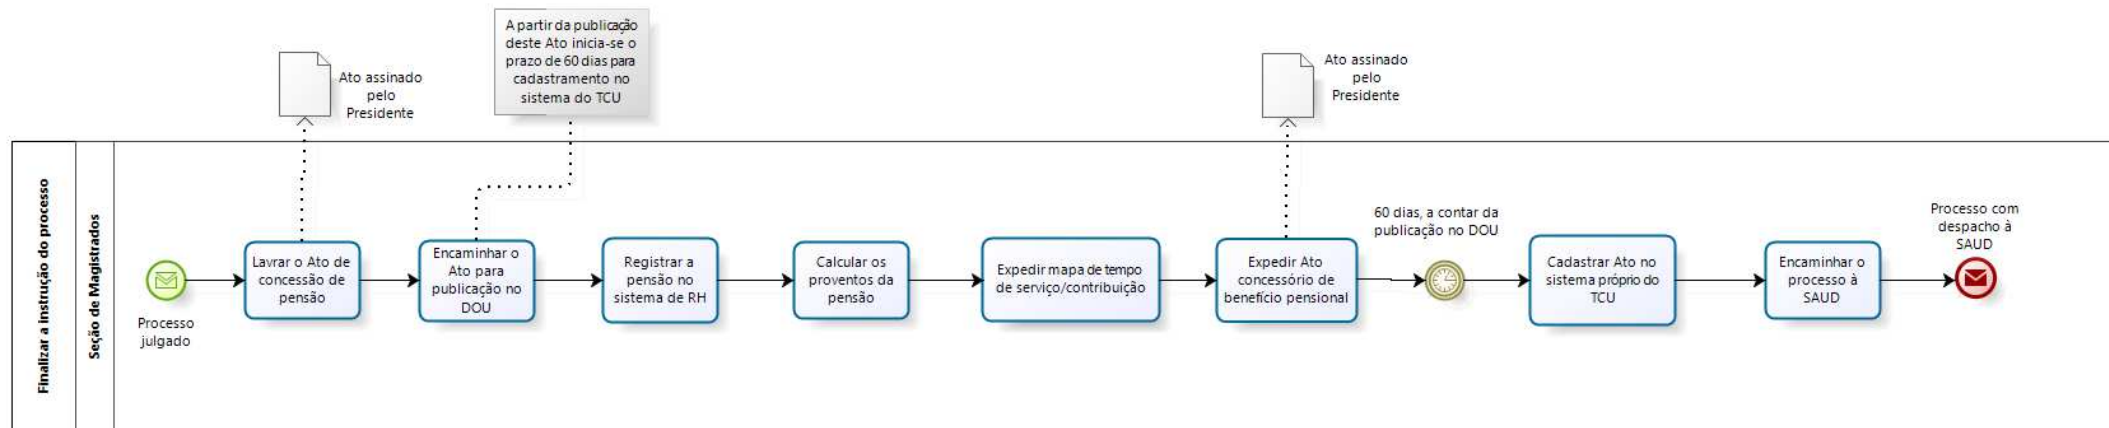 A partir da publicação
deste Ato inicia-se o
prazo de 60 dias para
cadastramento no
sistema do TCU
Ato assinado
pelo
Presidente
Ato assinado
pelo
Presidente
Finalizar a instrução do processo
Seção de Magistrados
Processo
julgado
Lavrar o Ato de
concessão de
pensão
Encaminhar o
Ato para
publicação no
DOU
Registrar a
pensão no
sistema de RH
Calcular os
proventos da
pensão
Expedir mapa de tempo
de serviço/contribuição
Expedir Ato
concessório de
benefício pensional
60 dias, a contar da
publicação no DOU
Cadastrar Ato no
sistema próprio do
TCU
Encaminhar o
processo à
SAUD
Processo com
despacho à
SAUD